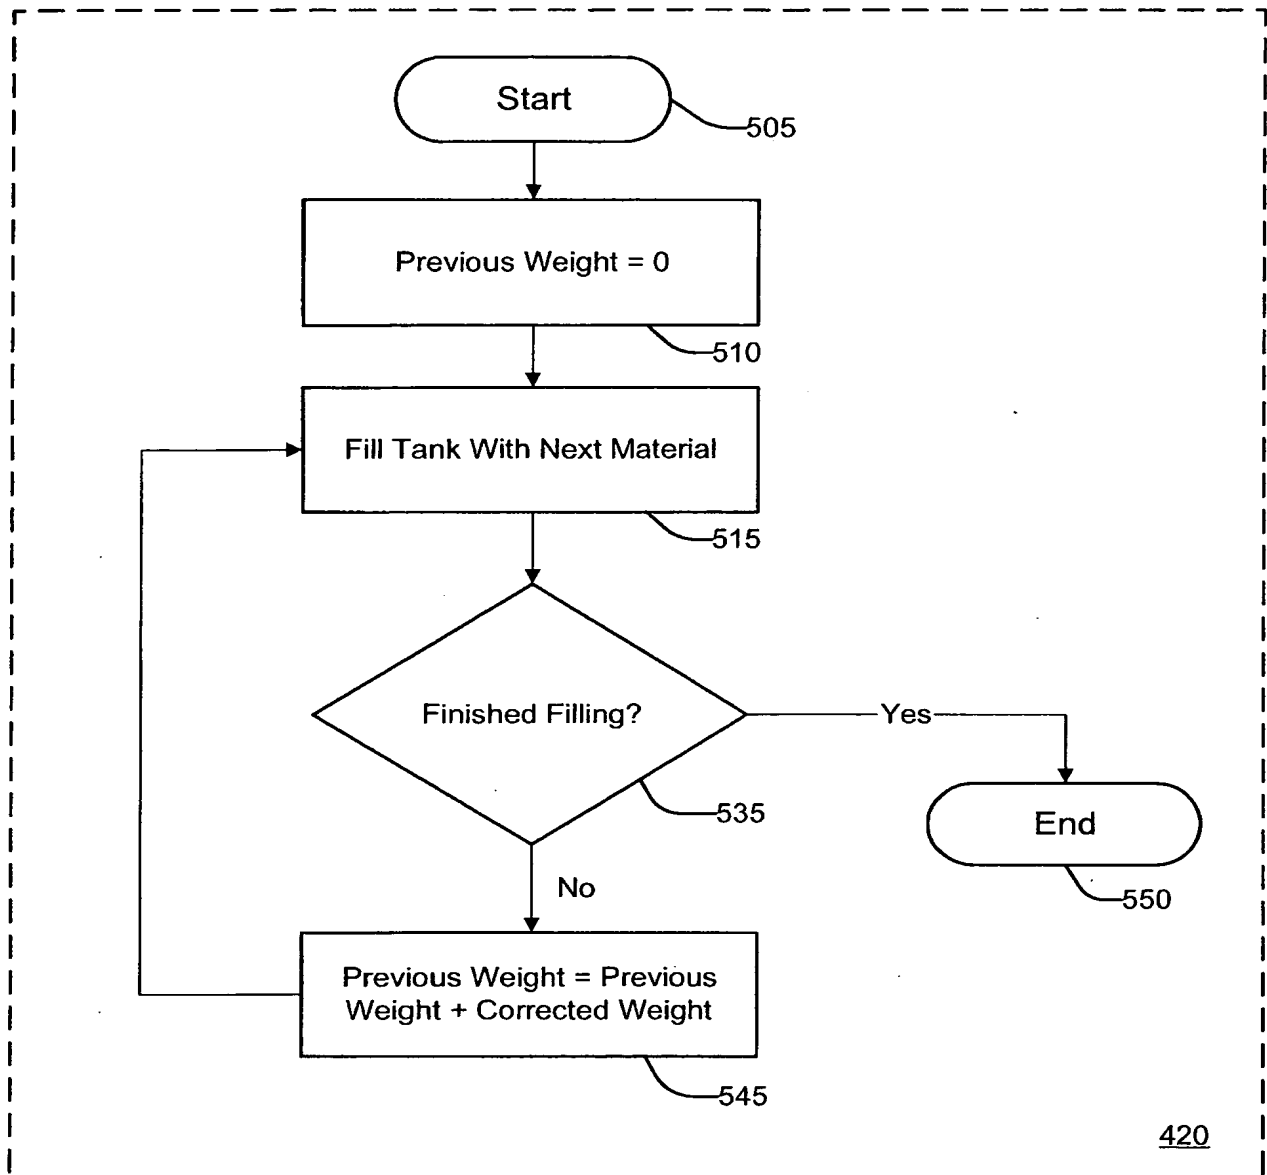 Start
505
Previous Weight = 0
510
Fill Tank With Next Material
515
Finished Filling?
Yes
535
End
No
550
Previous Weight = Previous
Weight + Corrected Weight
545
420